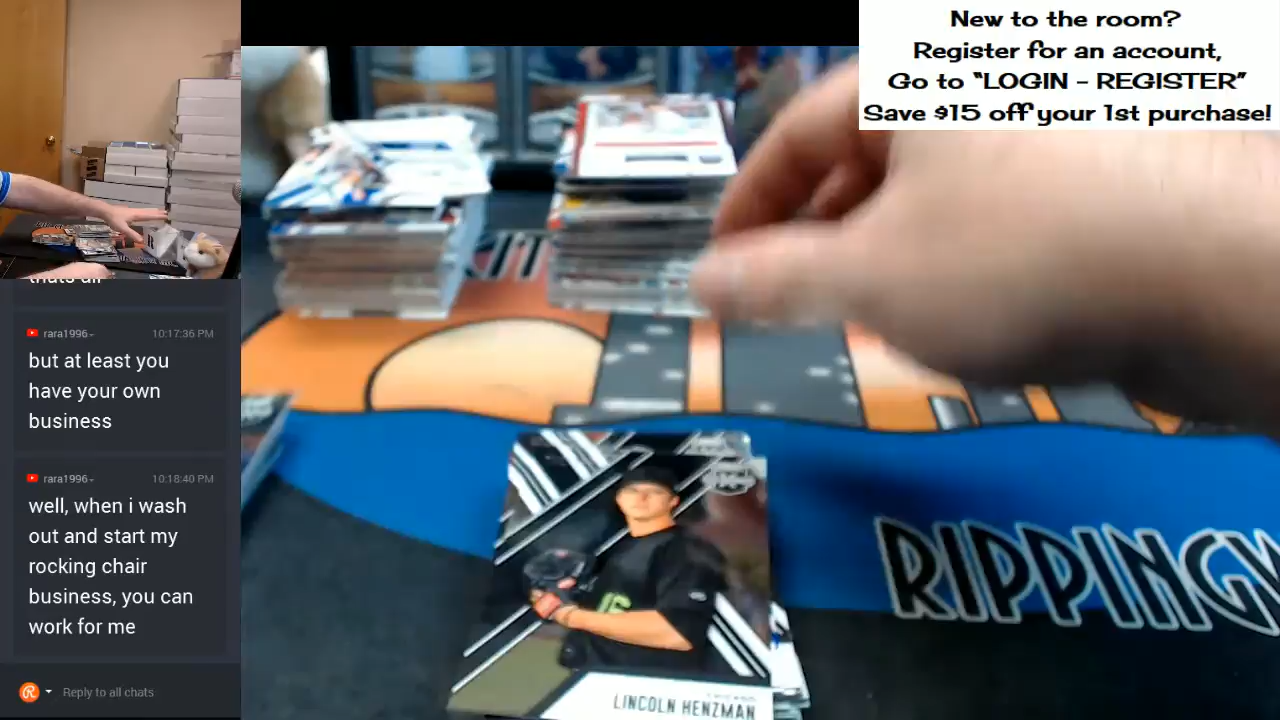 New to the room?
Register for an account,
Go to "LOGIN - REGISTER"
Save $15 off your 1st purchase!
thats all
rara1996-
10:17:36 PM
but at least you
have your own
business
rara1996-
10:18:40 PM
well, when i wash
out and start my
rocking chair
business, you can
work for me
Reply to all chats
LINCOLN HENZMAN
RIPPINGW